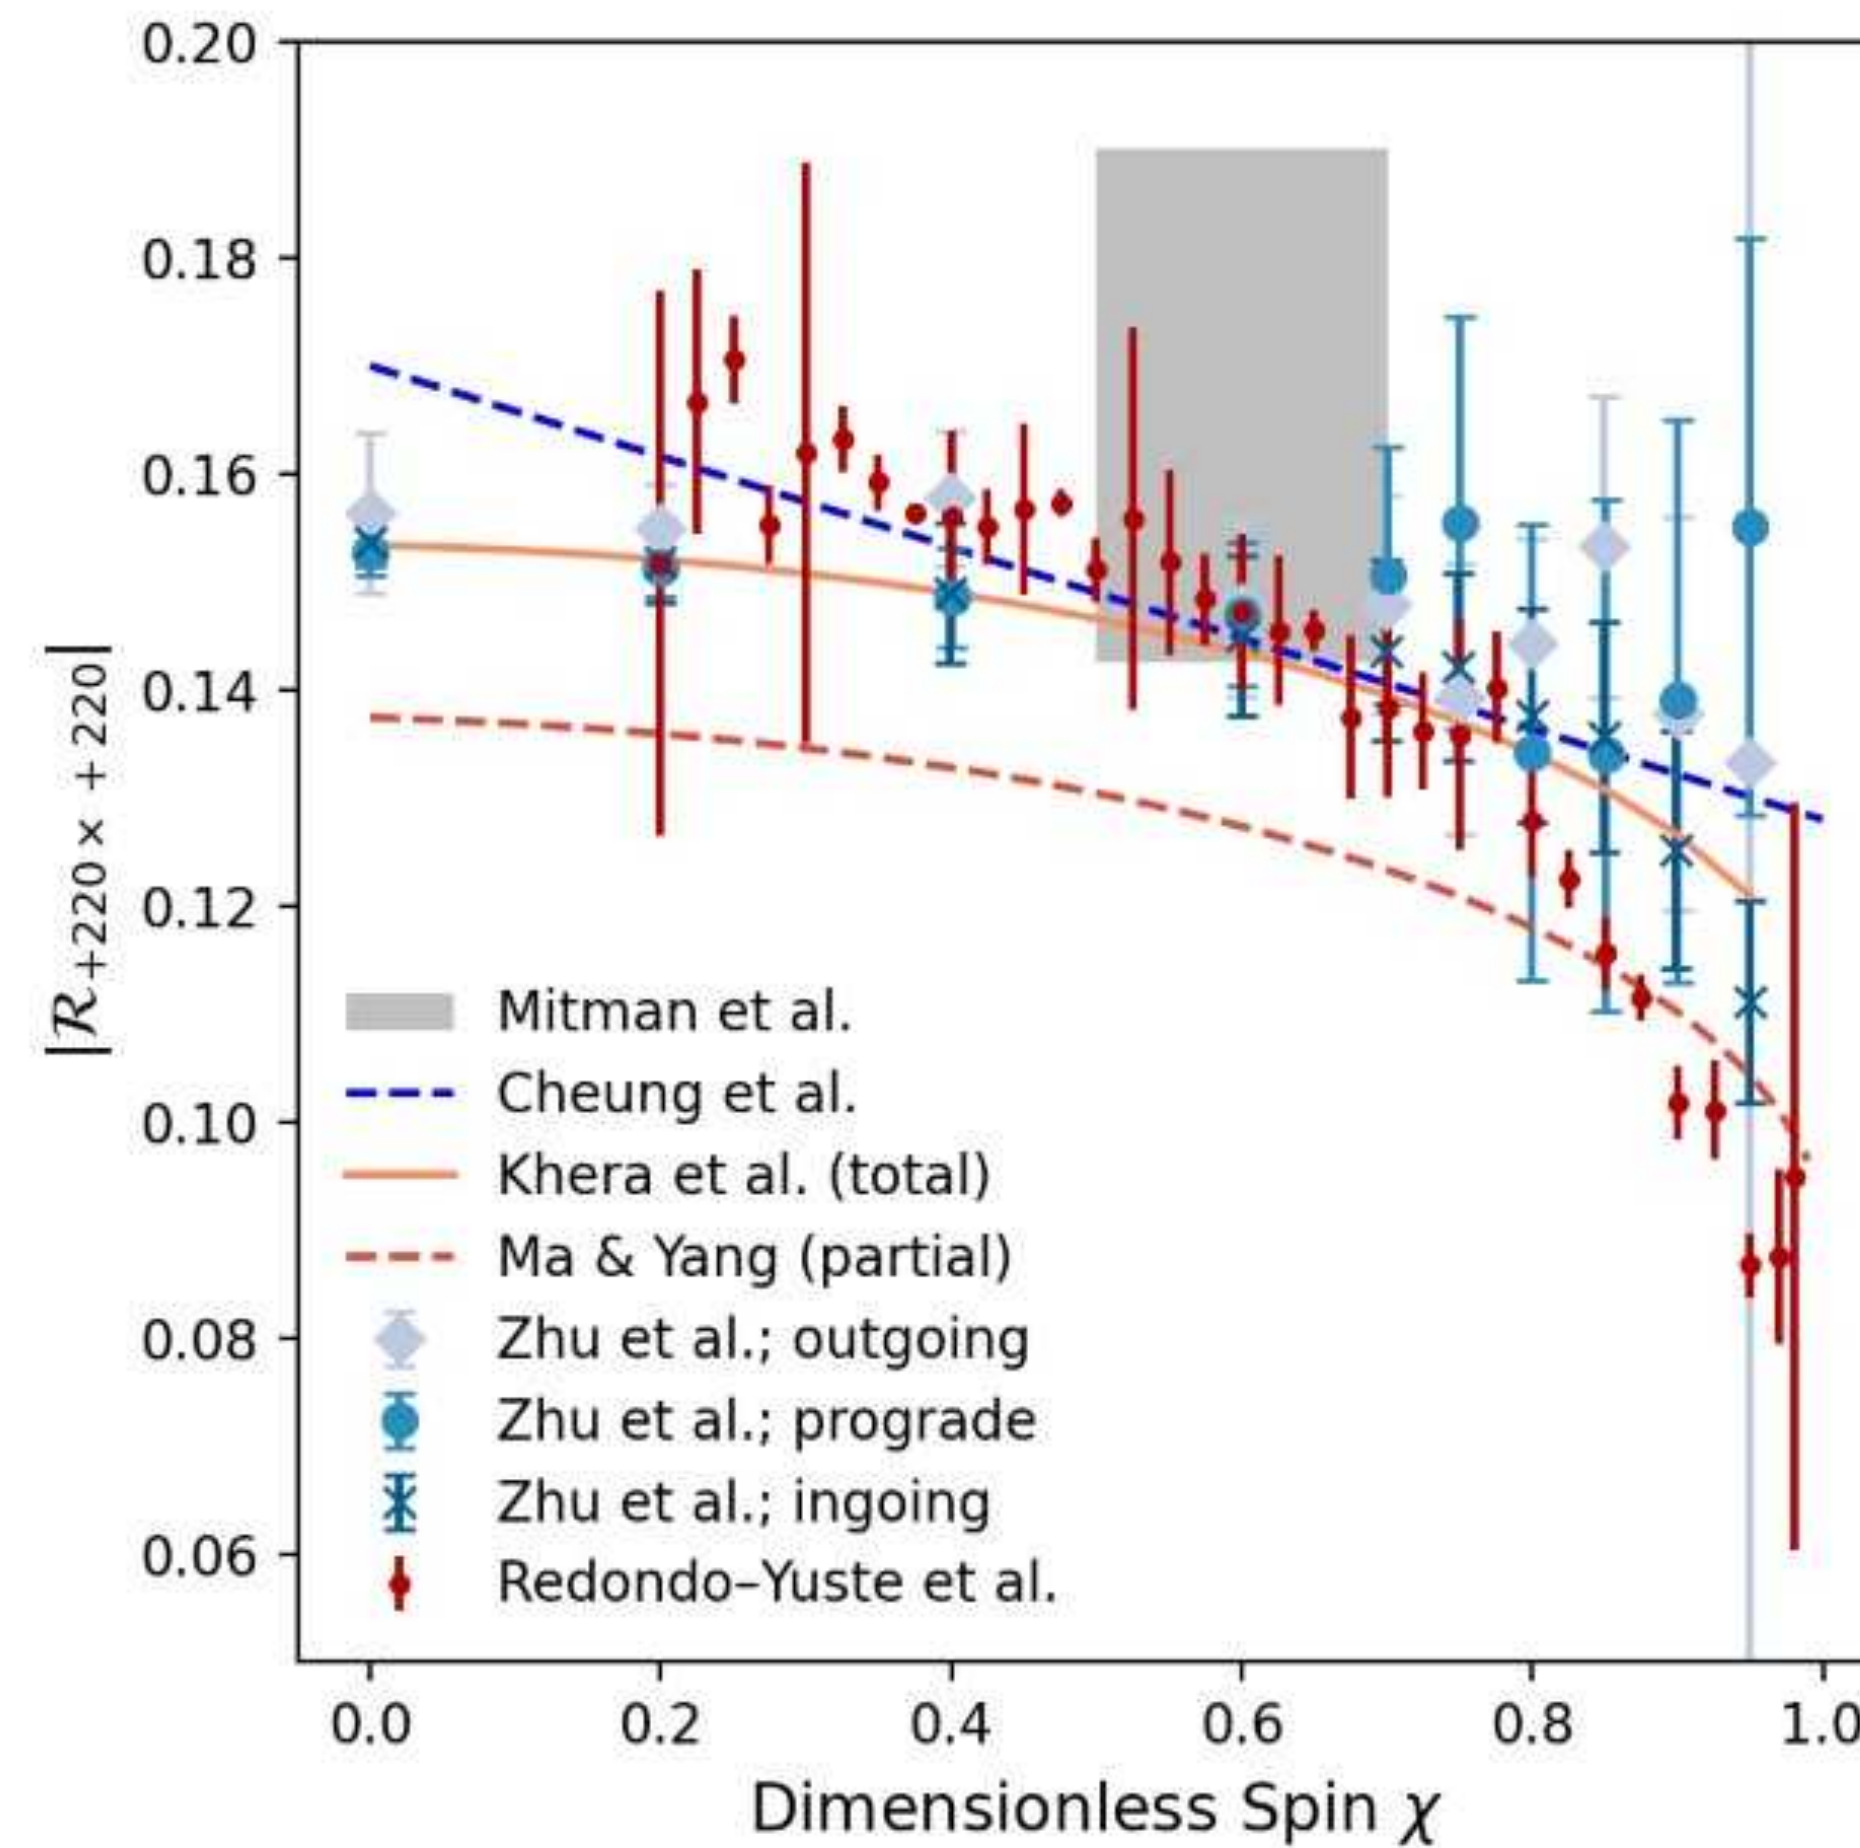 0.20
0.18
0.16
0.14
0.12
0.10
0.08
0.06
|ℛ₊₂₂₀ × ₊₂₂₀|
Mitman et al.
Cheung et al.
Khera et al. (total)
Ma & Yang (partial)
Zhu et al.; outgoing
Zhu et al.; prograde
Zhu et al.; ingoing
Redondo–Yuste et al.
0.0 0.2 0.4 0.6 0.8 1.0
Dimensionless Spin χ